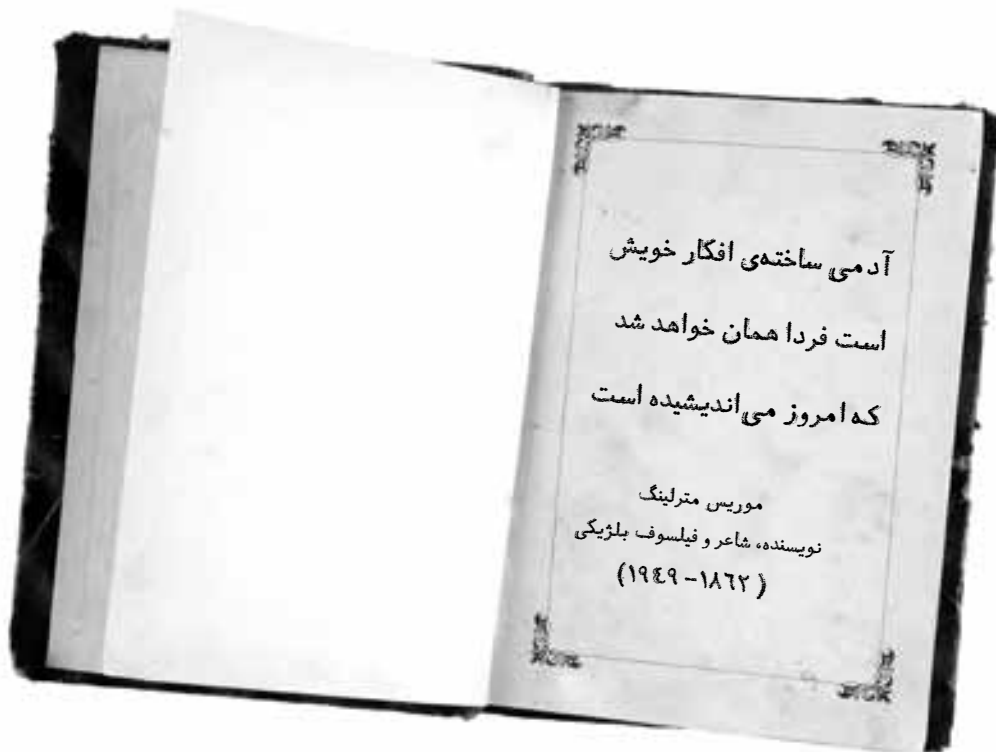 آدمی ساخته‌ی افکار خویش
است فردا همان خواهد شد
که امروز می‌اندیشیده است
موریس مترلینگ
نویسنده، شاعر و فیلسوف بلژیکی
(۱۸٦۲-۱۹٤۹)